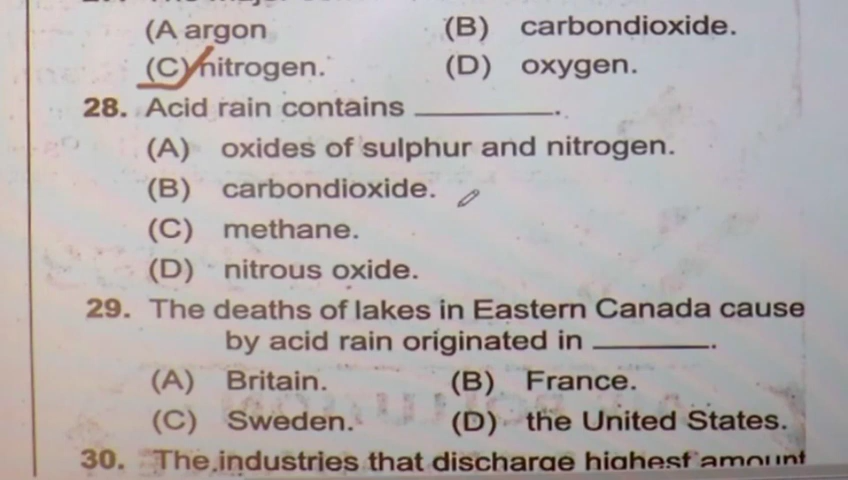 (A argon (B) carbondioxide.
(C) nitrogen. (D) oxygen.
28. Acid rain contains ________.
(A) oxides of sulphur and nitrogen.
(B) carbondioxide.
(C) methane.
(D) nitrous oxide.
29. The deaths of lakes in Eastern Canada cause
by acid rain originated in ________.
(A) Britain. (B) France.
(C) Sweden. (D) the United States.
30. The industries that discharge highest amount